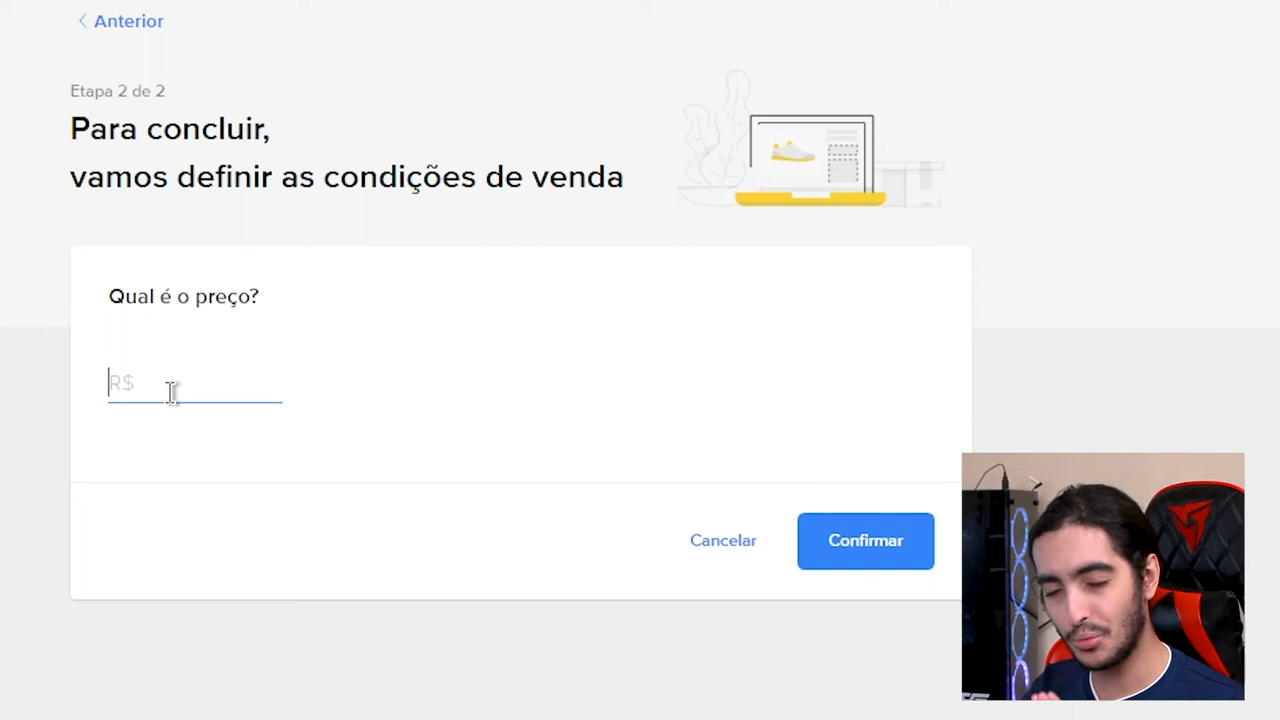 Anterior
Etapa 2 de 2
Para concluir,
vamos definir as condições de venda
Qual é o preço?
R$
Cancelar
Confirmar